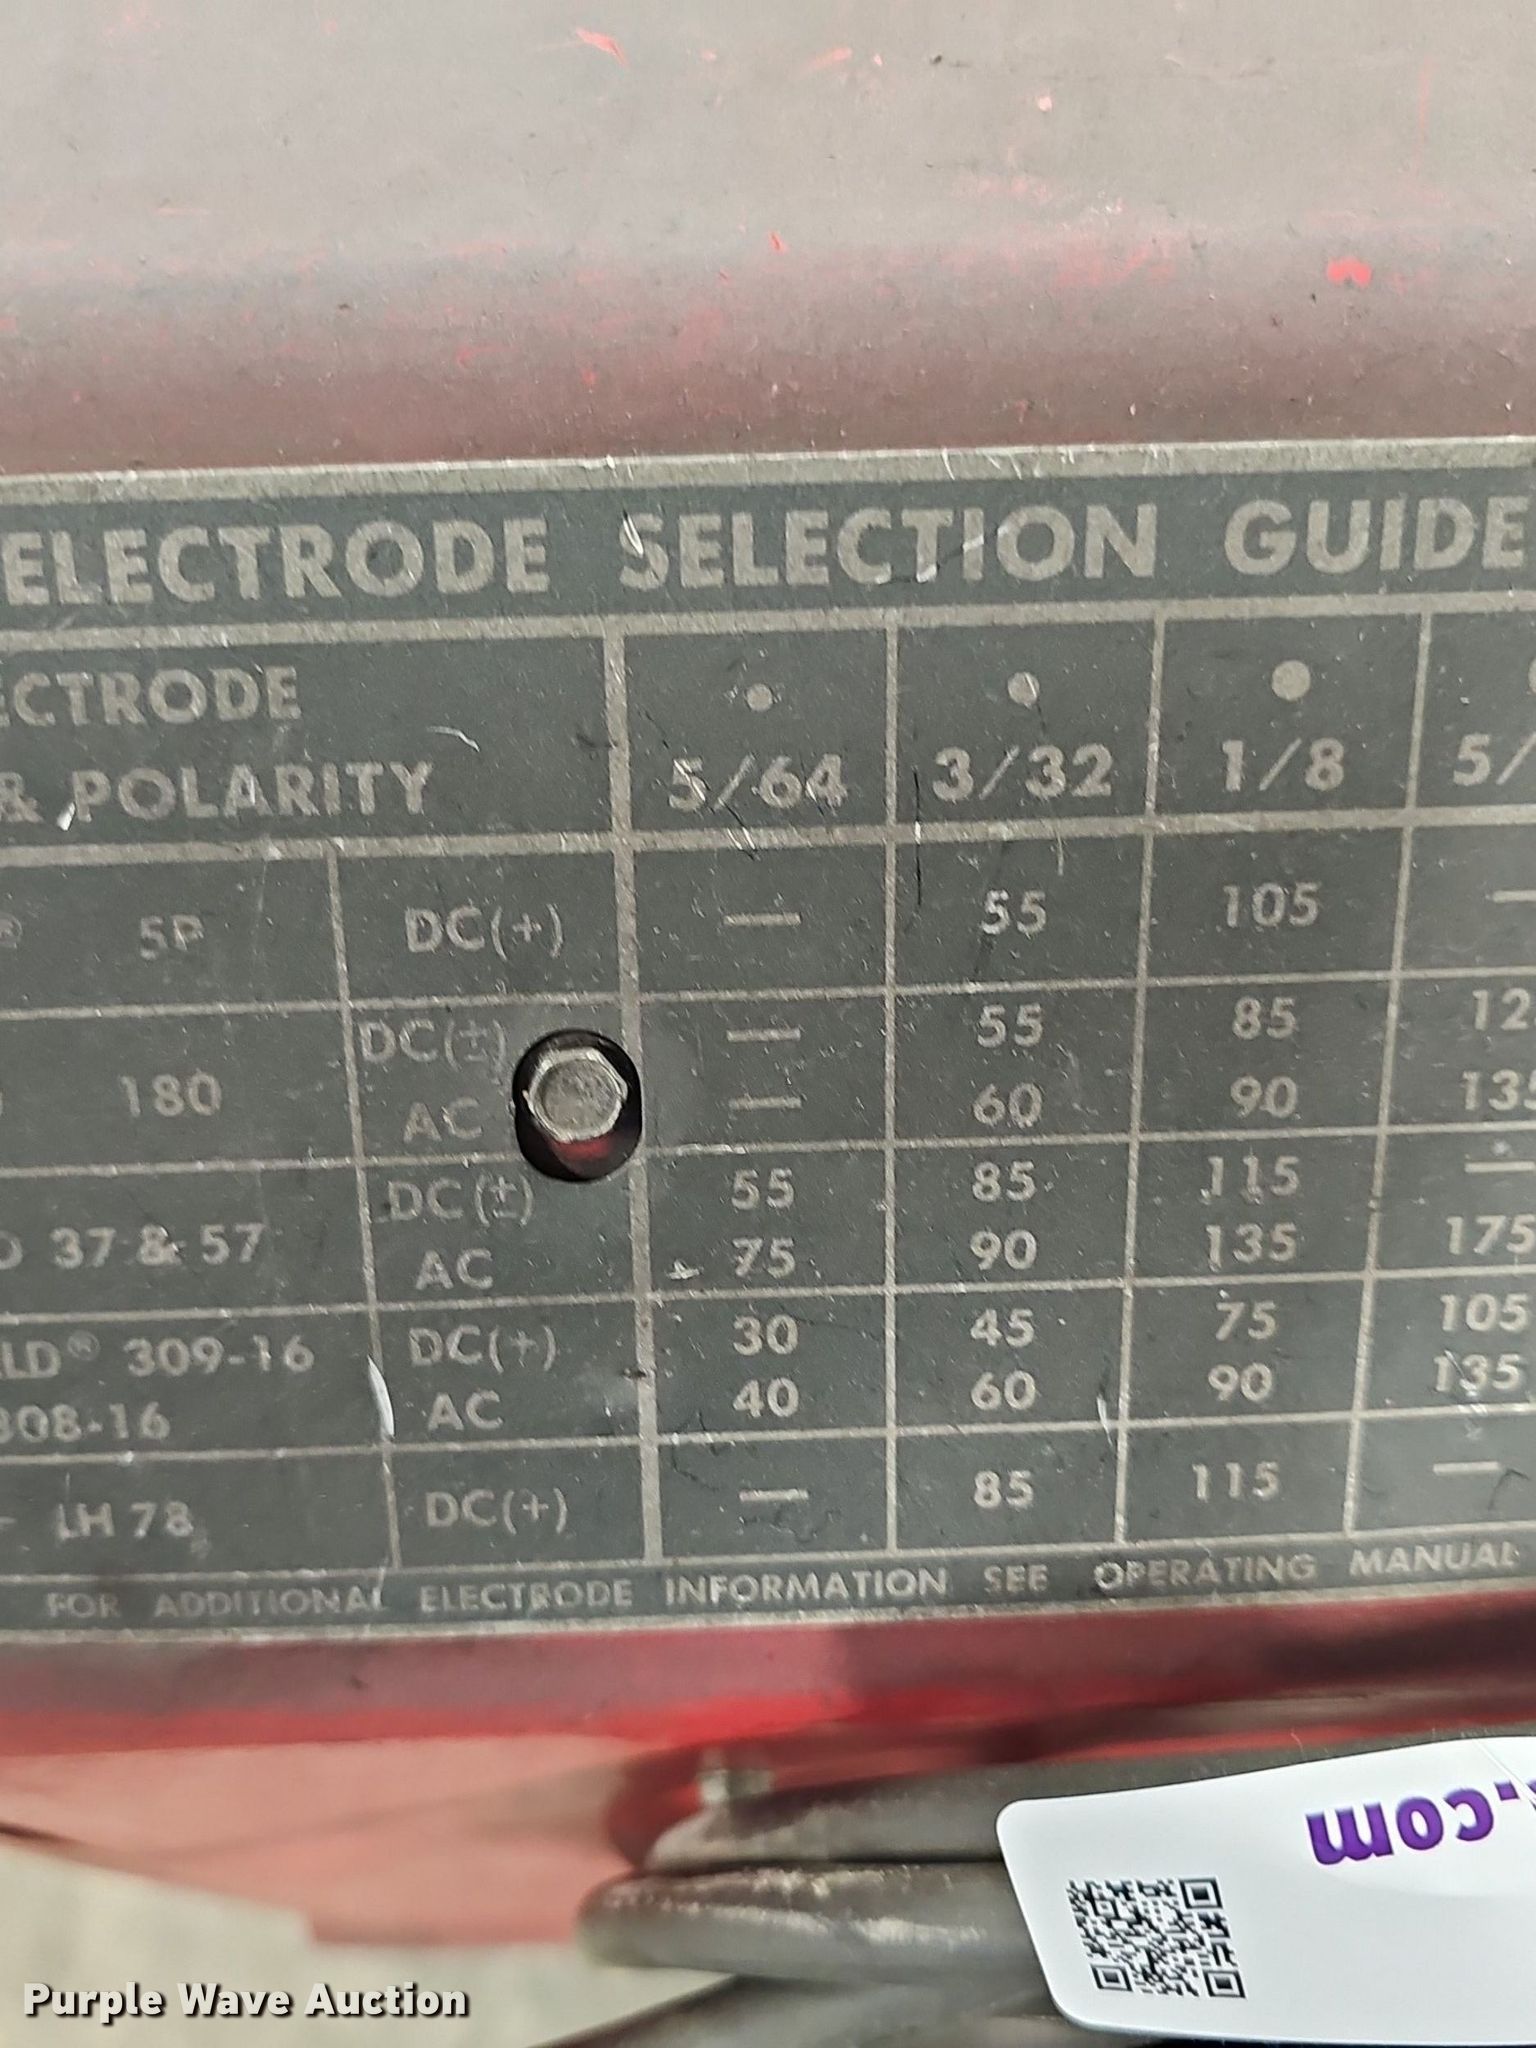 ELECTRODE SELECTION GUIDE
ECTRODE
& POLARITY 5/64 3/32 1/8 5/
® 5P DC(+) — 55 105 —
DC(±) — 55 85 12
180 AC — 60 90 135
DC(±) 55 85 115 —
D 37 & 57 AC 75 90 135 175
LD® 309-16 DC(+) 30 45 75 105
308-16 AC 40 60 90 135
LH 78 DC(+) — 85 115 —
FOR ADDITIONAL ELECTRODE INFORMATION SEE OPERATING MANUAL
.com
Purple Wave Auction